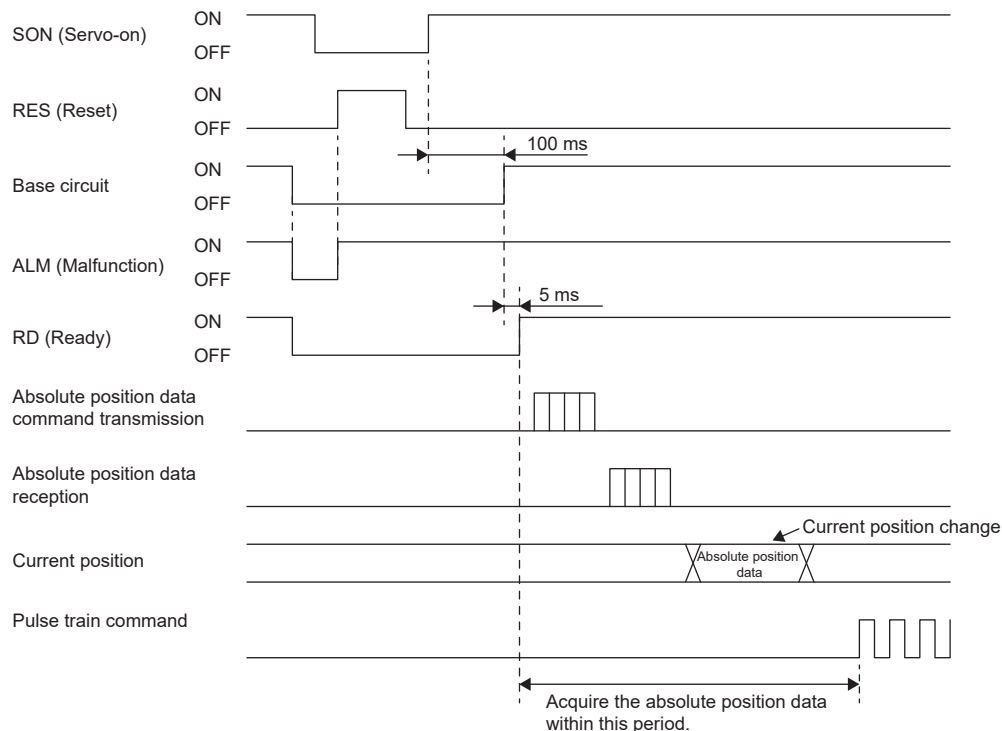 ON
SON (Servo-on)
OFF
ON
RES (Reset)
OFF
100 ms
ON
Base circuit
OFF
ON
ALM (Malfunction)
OFF
5 ms
ON
RD (Ready)
OFF
Absolute position data
command transmission
Absolute position data
reception
Current position change
Current position
Absolute position
data
Pulse train command
Acquire the absolute position data
within this period.